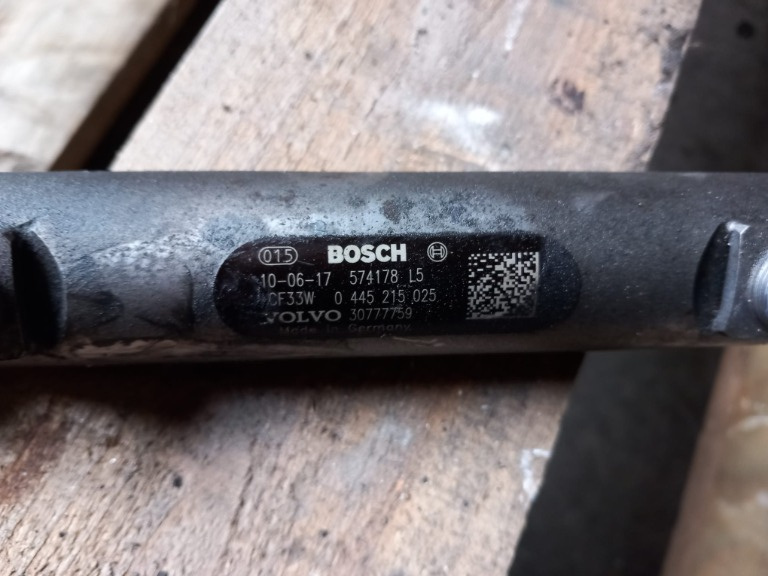 015 BOSCH
10-06-17 574178 L5
CF33W 0 445 215 025
VOLVO 30777759
Made in Germany